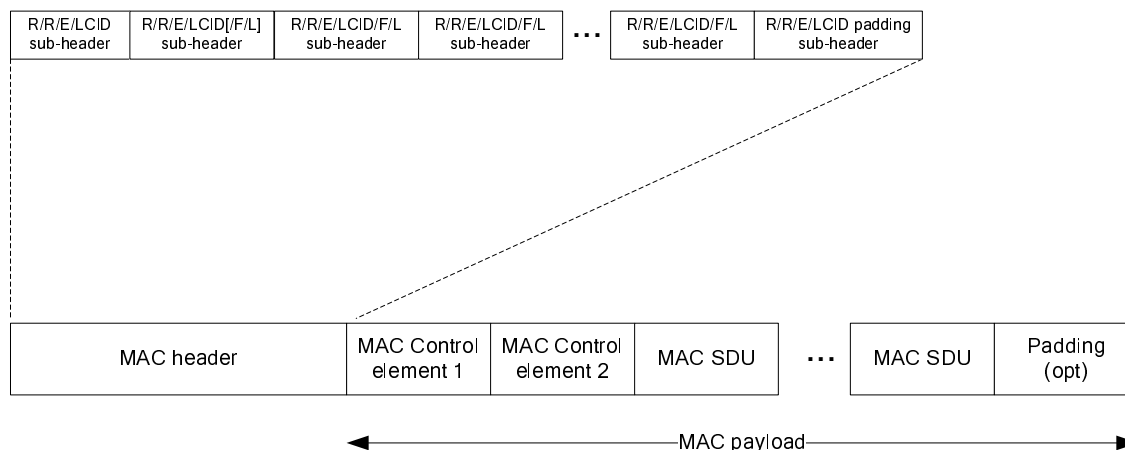 R/R/E/LCID
sub-header
R/R/E/LCID[/F/L]
sub-header
R/R/E/LCID/F/L
sub-header
R/R/E/LCID/F/L
sub-header
...
R/R/E/LCID/F/L
sub-header
R/R/E/LCID padding
sub-header
MAC header
MAC Control
element 1
MAC Control
element 2
MAC SDU
...
MAC SDU
Padding
(opt)
MAC payload